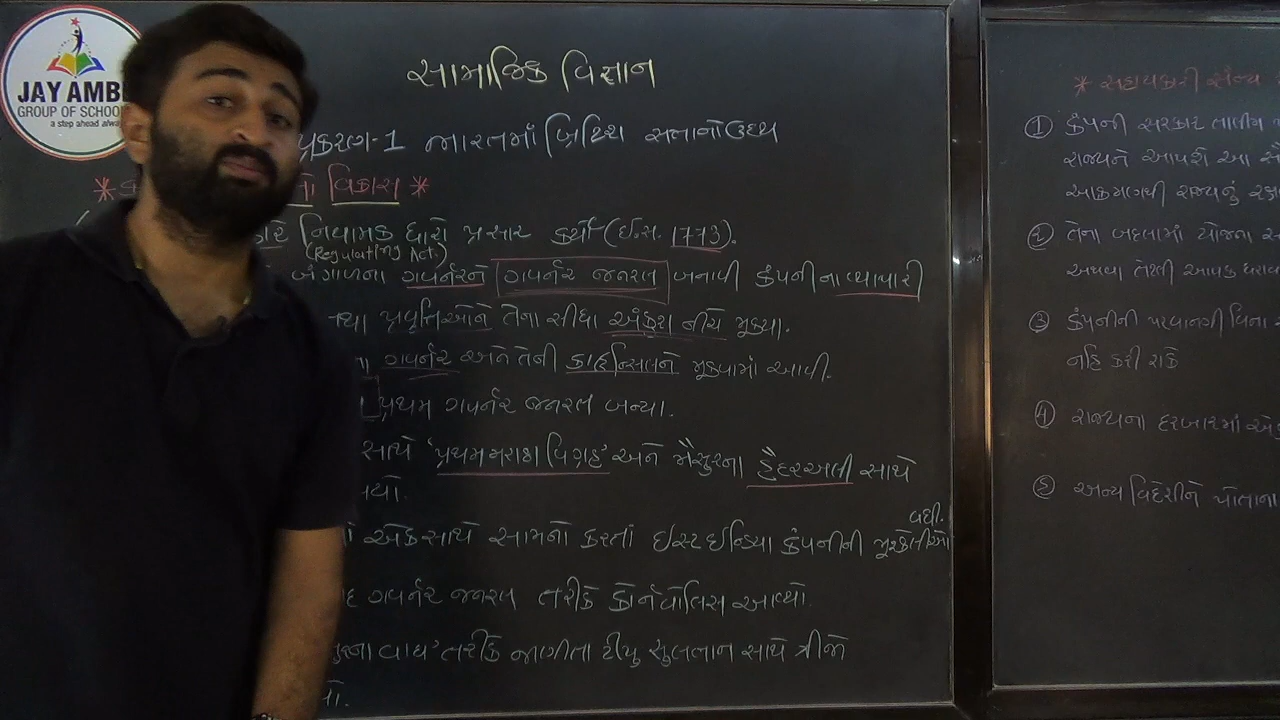 JAY AMB
GROUP OF SCHOO
a step ahead alway
સામાજિક વિજ્ઞાન
પ્રકરણ-1 ભારતમાં બ્રિટિશ સત્તાનો ઉદય
* વિકાસ *
નિયામક ધારો પ્રસાર કર્યો (ઈ.સ. 1773).
(Regulating Act.)
બંગાળના ગવર્નરને ગવર્નર જનરલ બનાવી કંપનીના વ્યાપારી
પ્રવૃત્તિઓને તેના સીધા અંકુશ નીચે મૂક્યા.
ગવર્નર અને તેની કાઉન્સિલને મૂકવામાં આવી.
પ્રથમ ગવર્નર જનરલ બન્યા.
સાથે 'પ્રથમ મરાઠા વિગ્રહ' અને મૈસુરના હૈદરઅલી સાથે
એકસાથે સામનો કરતાં ઈસ્ટ ઈન્ડિયા કંપનીની મુશ્કેલીઓ વધી.
ગવર્નર જનરલ તરીકે કોર્નવોલિસ આવ્યો.
વાઘ' તરીકે જાણીતા ટીપુ સુલતાન સાથે ત્રીજો
* સહાયકારી સૈન્ય
① કંપની સરકાર તાલીમ
રાજ્યને આપશે આ સૈ
આક્રમણથી રાજ્યનું રક્ષ
② તેના બદલામાં યોજના
અથવા તેટલી આવક ધરાવ
③ કંપનીની પરવાનગી વિના
નહિ કરી શકે
④ રાજ્યના દરબારમાં
⑤ અન્ય વિદેશીને પોતાના